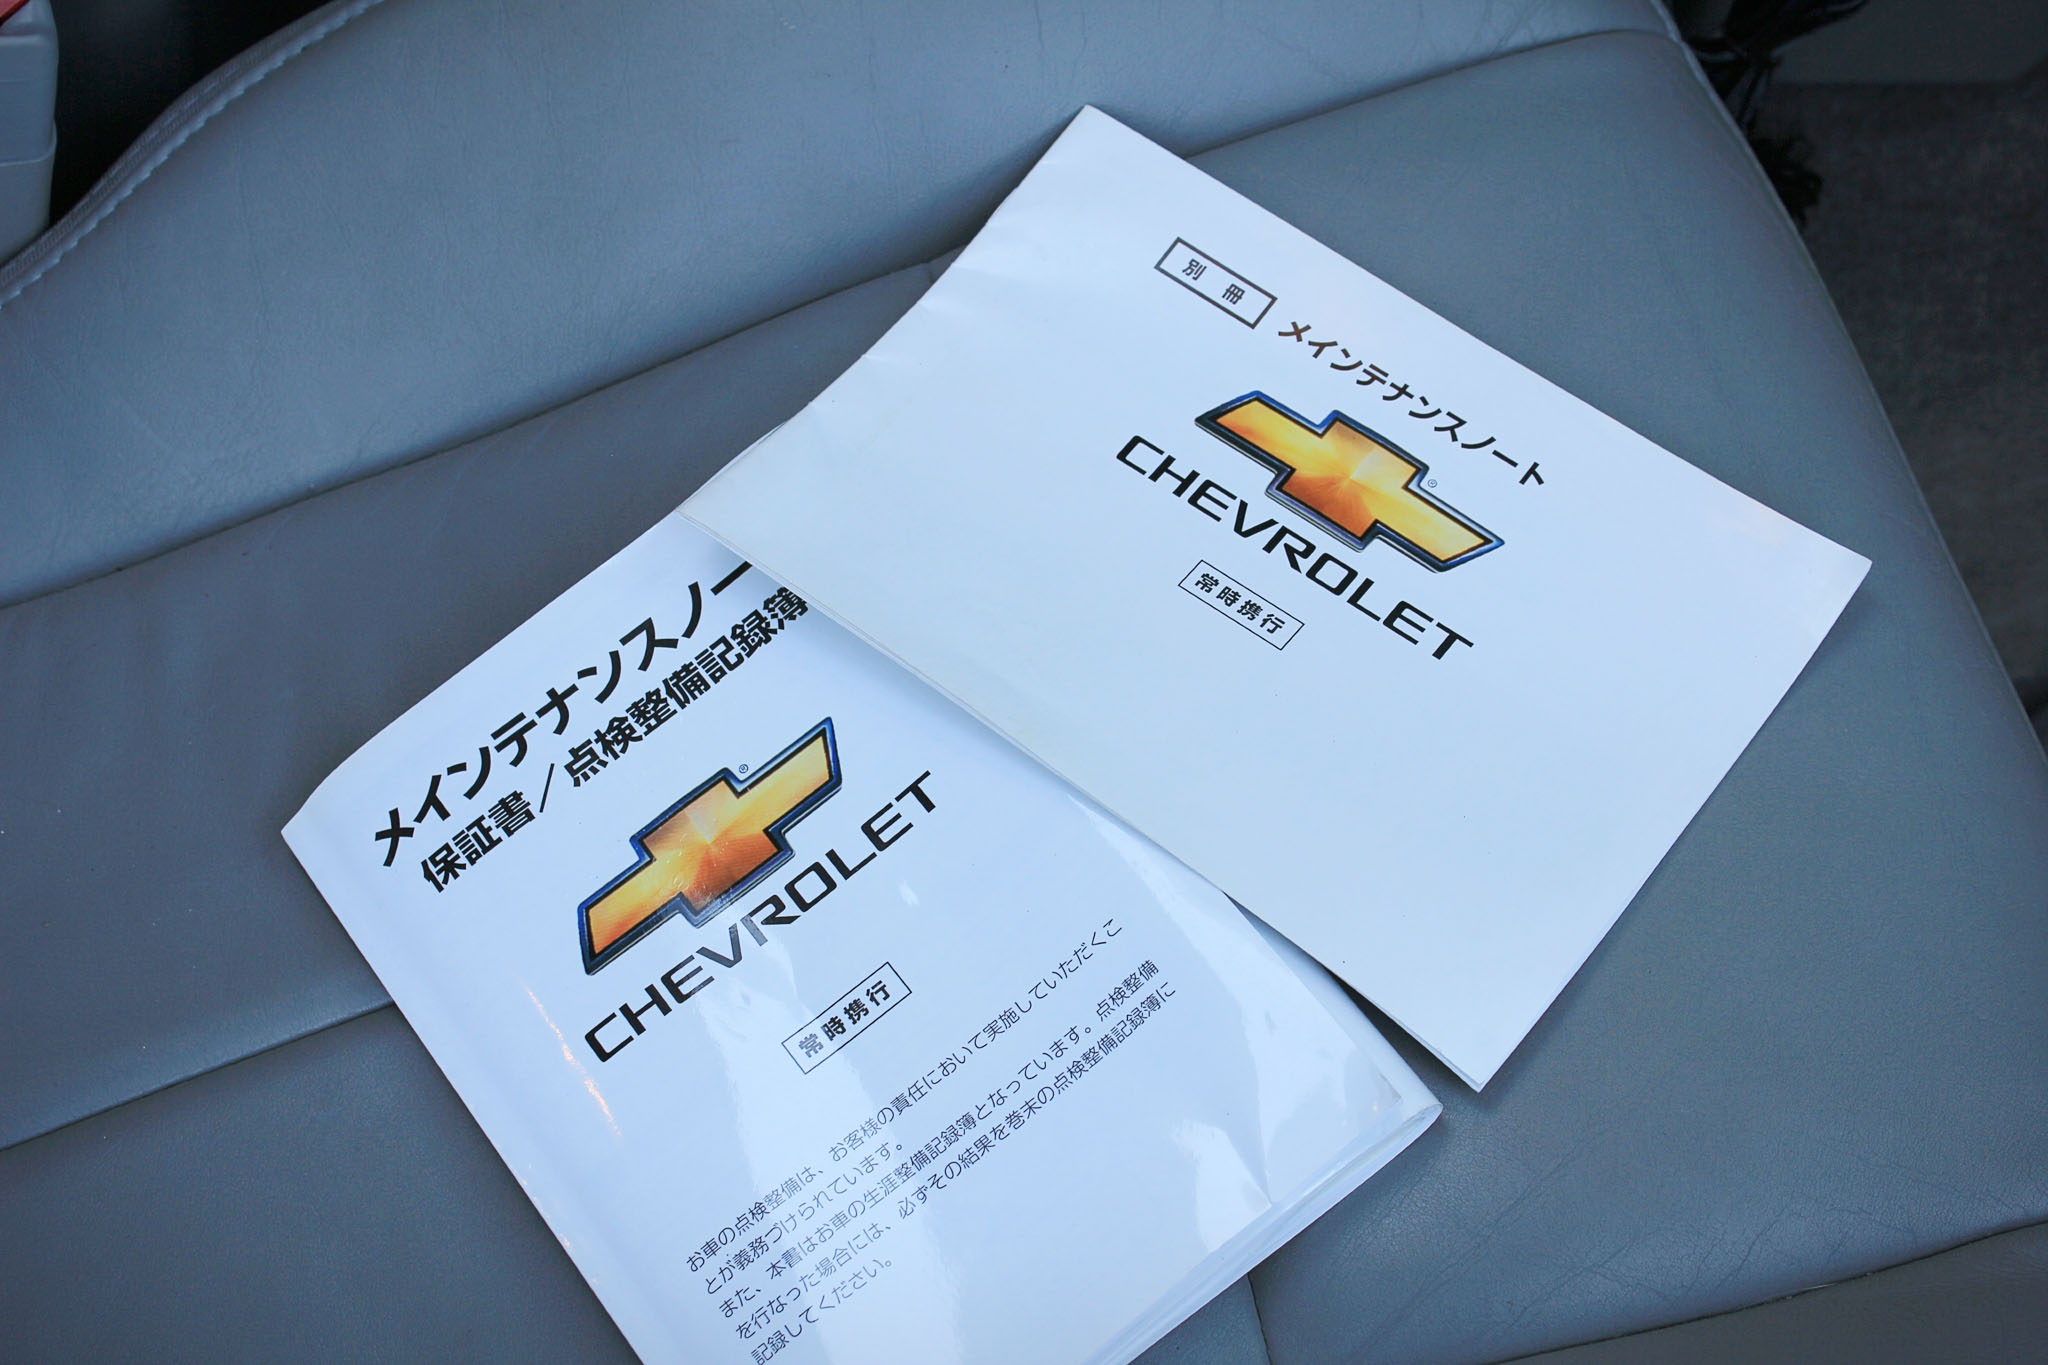 別冊 メインテナンスノート
®
CHEVROLET
常時携行
メインテナンスノー
保証書／点検整備記録簿
®
CHEVROLET
常時携行
お車の点検整備は、お客様の責任において実施していただくこ
とが義務づけられています。
また、本書はお車の生涯整備記録簿となっています。点検整備
を行なった場合には、必ずその結果を巻末の点検整備記録簿に
記録してください。